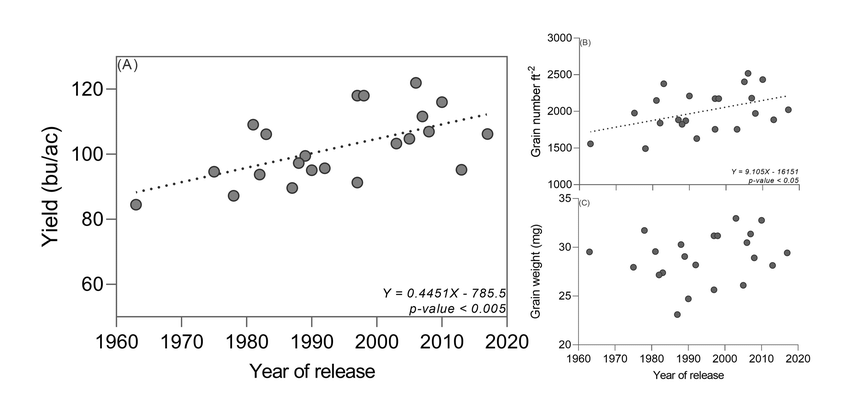 (A)
120
100
80
60
Yield (bu/ac)
Y = 0.4451X - 785.5
p-value < 0.005
1960 1970 1980 1990 2000 2010 2020
Year of release
(B)
3000
2500
2000
1500
1000
Grain number ft-2
Y = 9.105X - 16151
p-value < 0.05
(C)
35
30
25
20
Grain weight (mg)
1960 1970 1980 1990 2000 2010 2020
Year of release